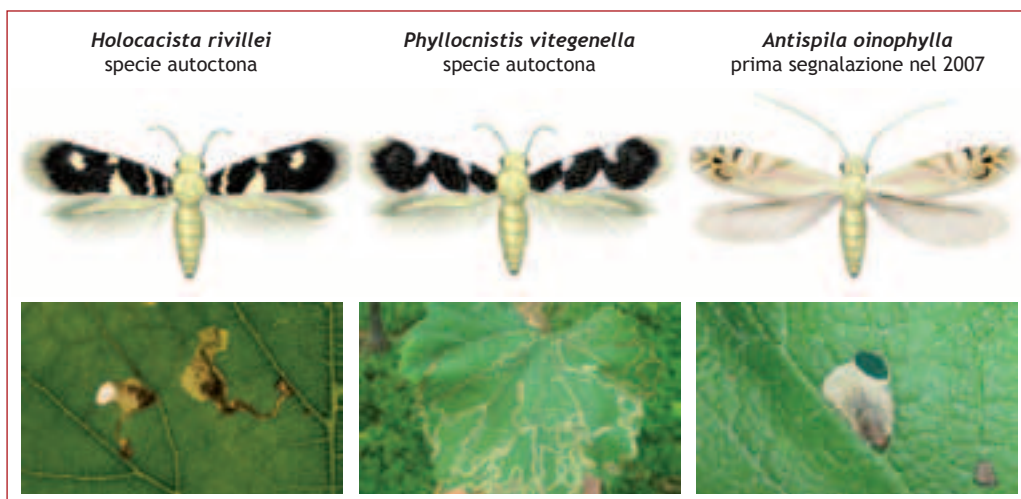 Holocacista rivillei
specie autoctona
Phyllocnistis vitegenella
specie autoctona
Antispila oinophylla
prima segnalazione nel 2007